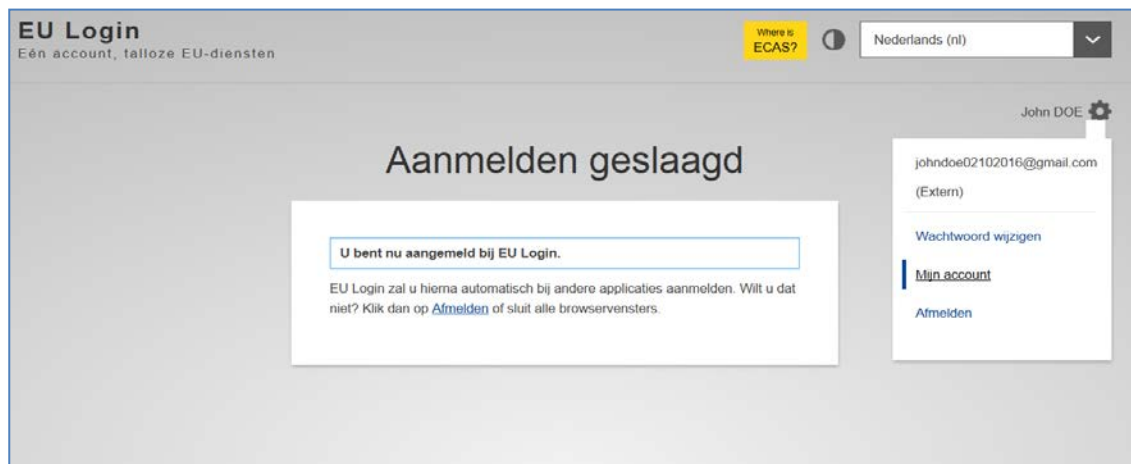 EU Login
Eén account, talloze EU-diensten
Where is
ECAS?
Nederlands (nl)
John DOE
Aanmelden geslaagd
johndoe02102016@gmail.com
(Extern)
Wachtwoord wijzigen
Mijn account
Afmelden
U bent nu aangemeld bij EU Login.
EU Login zal u hierna automatisch bij andere applicaties aanmelden. Wilt u dat
niet? Klik dan op Afmelden of sluit alle browservensters.